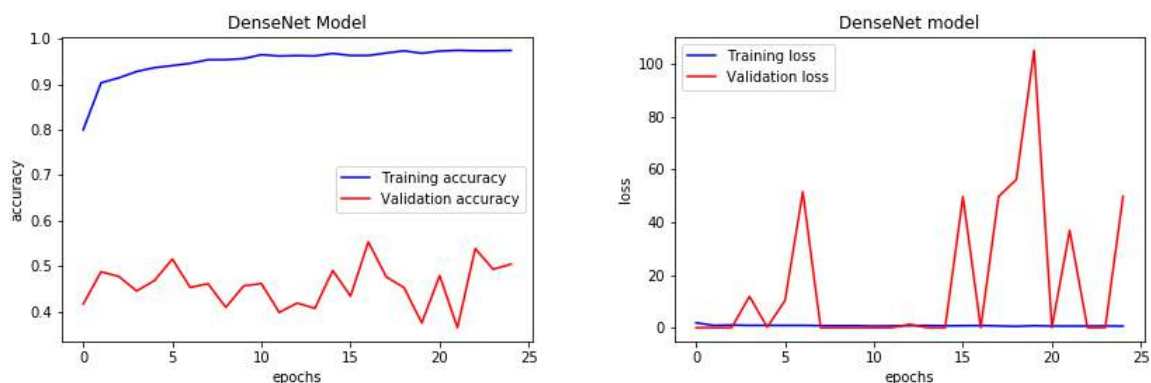 DenseNet Model
1.0
0.9
0.8
0.7
0.6
0.5
0.4
accuracy
Training accuracy
Validation accuracy
0 5 10 15 20 25
epochs
DenseNet model
100
80
60
40
20
0
loss
Training loss
Validation loss
0 5 10 15 20 25
epochs